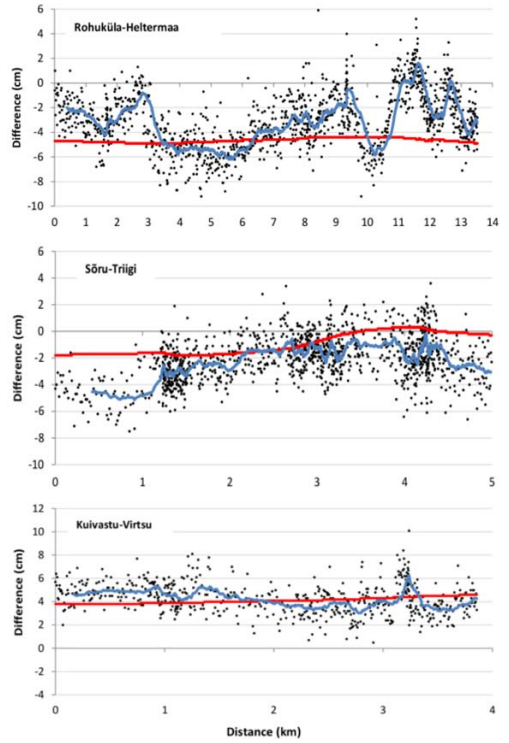 Rohuküla-Heltermaa
Difference (cm)
6
4
2
0
-2
-4
-6
-8
-10
0 1 2 3 4 5 6 7 8 9 10 11 12 13 14
Sõru-Triigi
Difference (cm)
6
4
2
0
-2
-4
-6
-8
-10
0 1 2 3 4 5
Kuivastu-Virtsu
Difference (cm)
12
10
8
6
4
2
0
-2
-4
0 1 2 3 4
Distance (km)